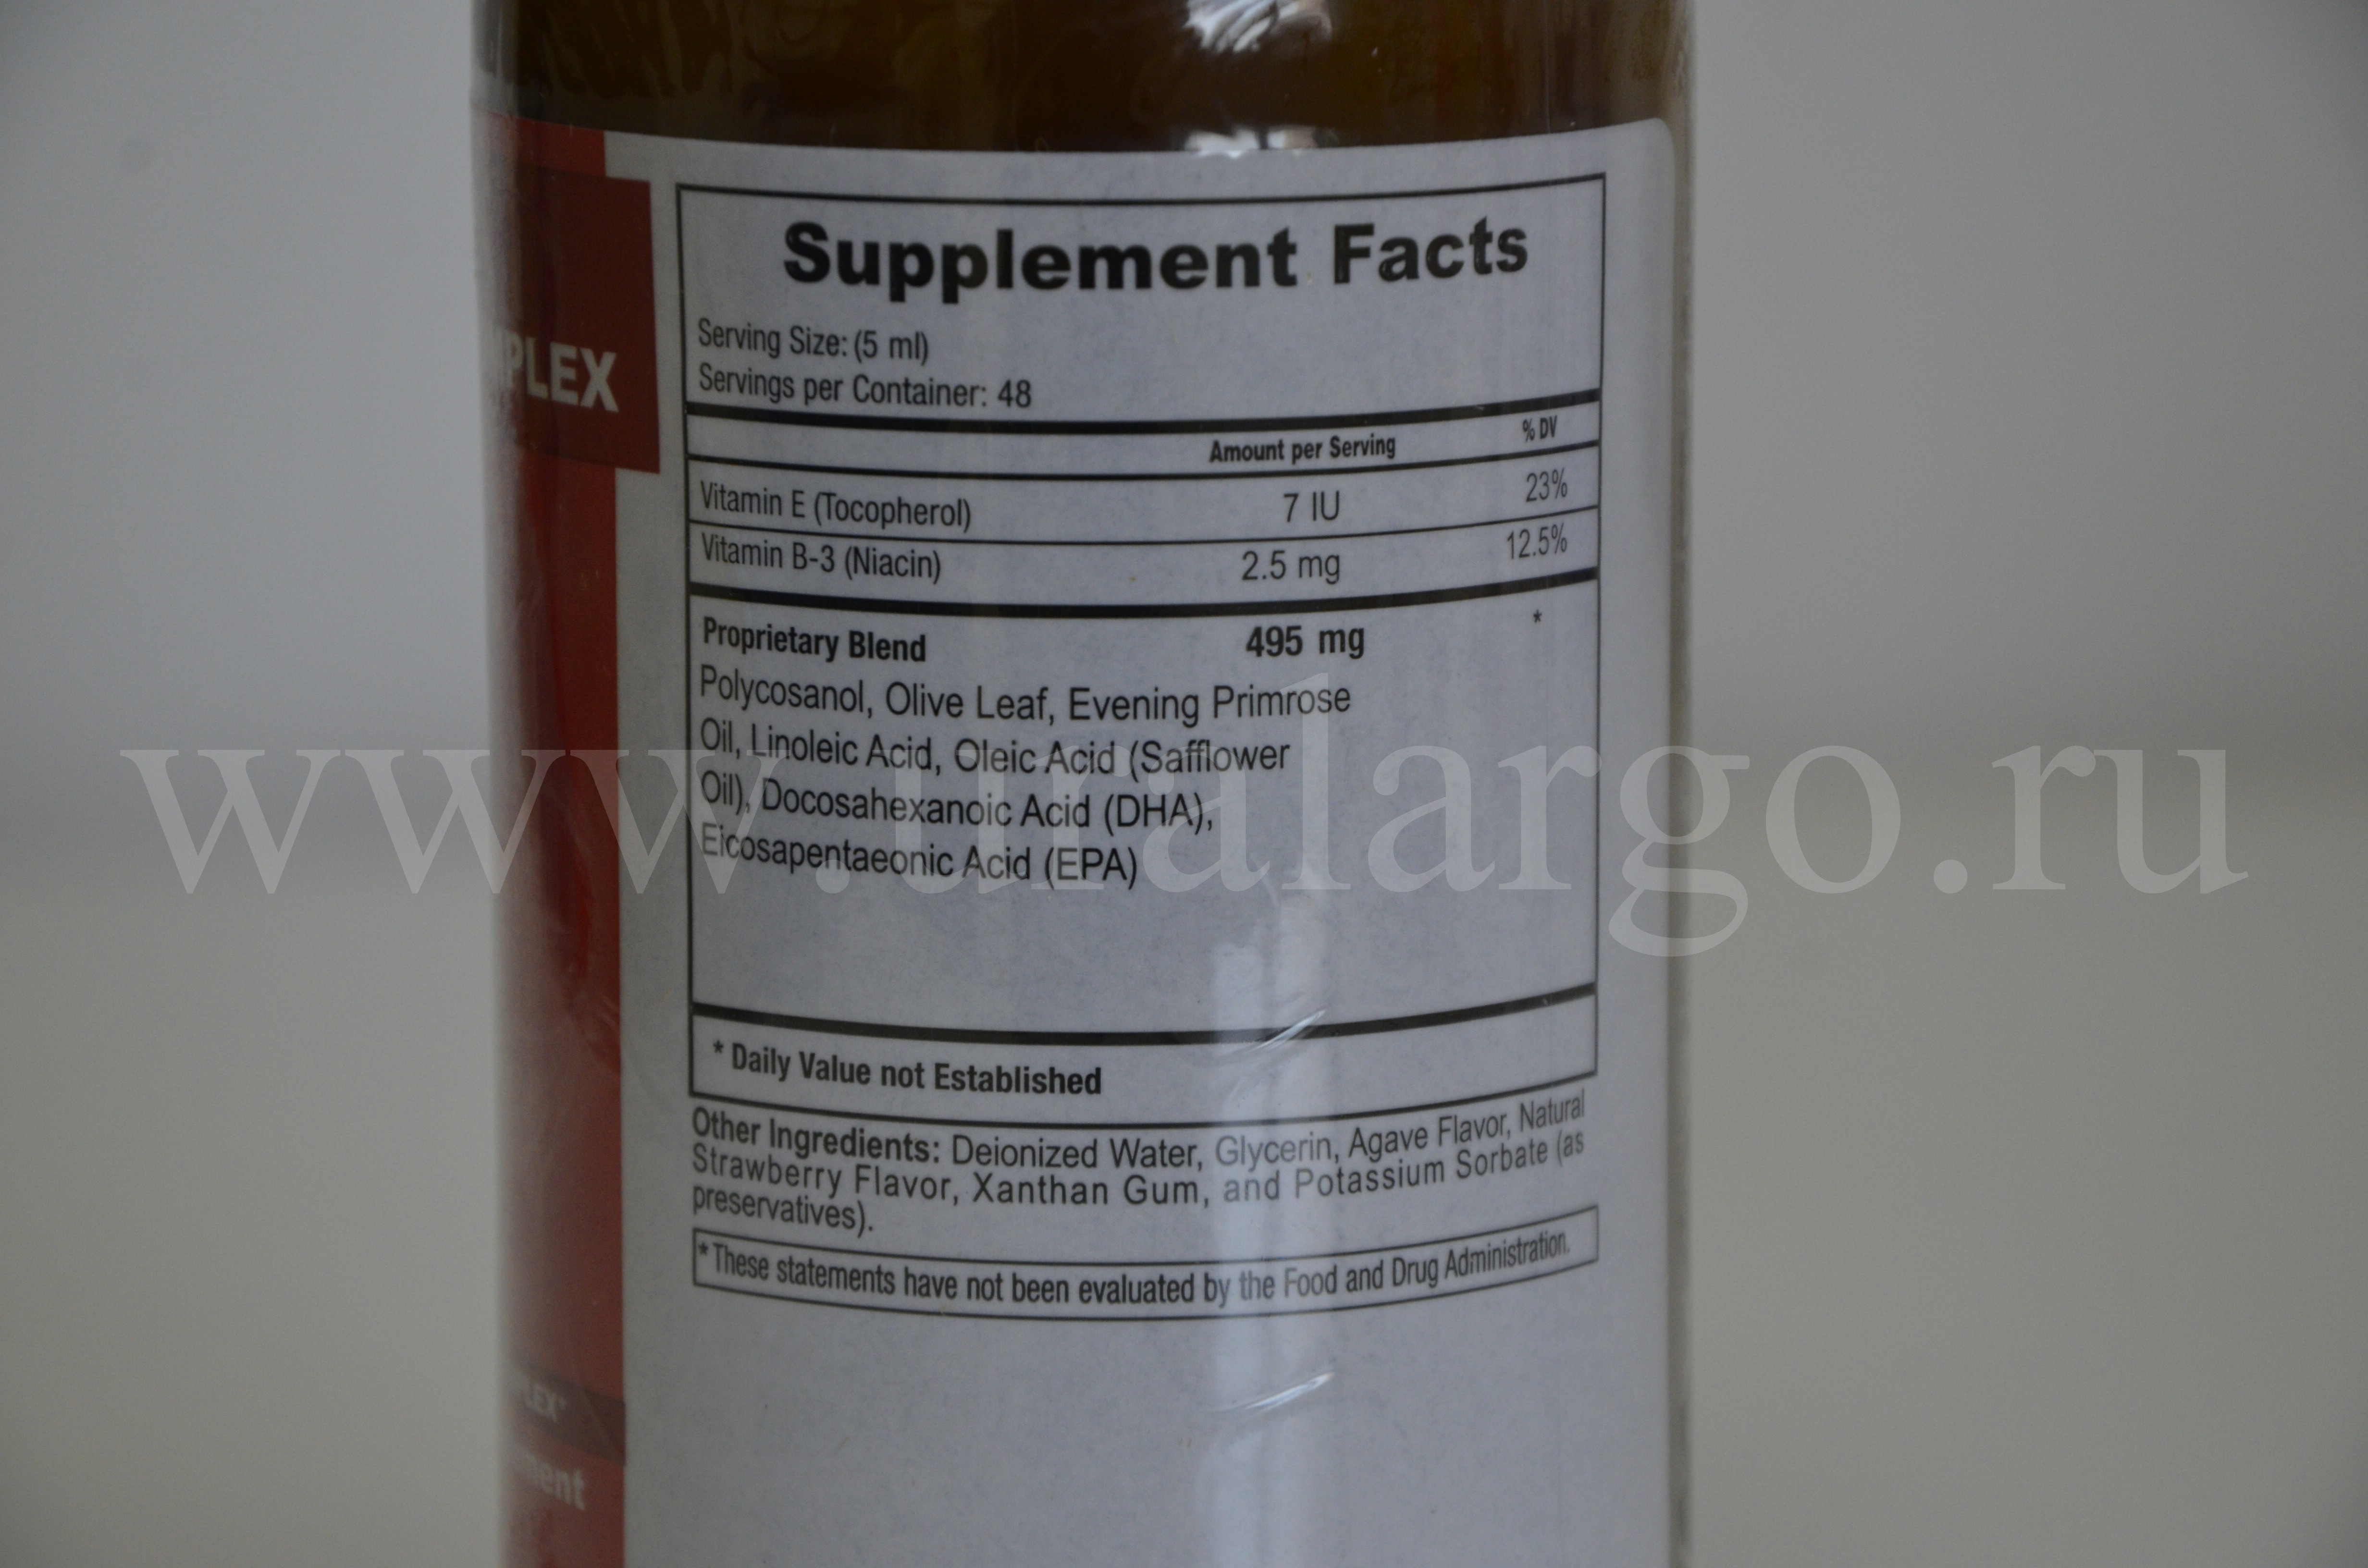 Supplement Facts
Serving Size: (5 ml)
Servings per Container: 48
Amount per Serving % DV
Vitamin E (Tocopherol) 7 IU 23%
Vitamin B-3 (Niacin) 2.5 mg 12.5%
Proprietary Blend 495 mg *
Polycosanol, Olive Leaf, Evening Primrose
Oil, Linoleic Acid, Oleic Acid (Safflower
Oil), Docosahexanoic Acid (DHA),
Eicosapentaeonic Acid (EPA)
* Daily Value not Established
Other Ingredients: Deionized Water, Glycerin, Agave Flavor, Natural
Strawberry Flavor, Xanthan Gum, and Potassium Sorbate (as
preservatives).
* These statements have not been evaluated by the Food and Drug Administration.
PLEX
www.uralargo.ru